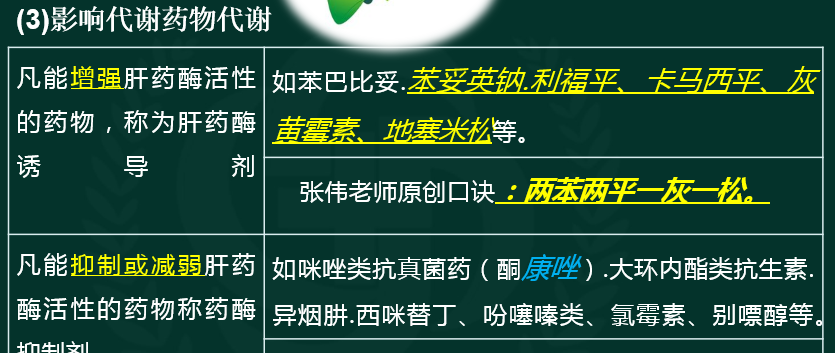 (3)影响代谢药物代谢
凡能增强肝药酶活性
的药物，称为肝药酶
诱导剂
如苯巴比妥.苯妥英钠.利福平、卡马西平、灰
黄霉素、地塞米松等。
张伟老师原创口诀：两苯两平一灰一松。
凡能抑制或减弱肝药
酶活性的药物称药酶
抑制剂
如咪唑类抗真菌药（酮康唑）.大环内酯类抗生素.
异烟肼.西咪替丁、吩噻嗪类、氯霉素、别嘌醇等。